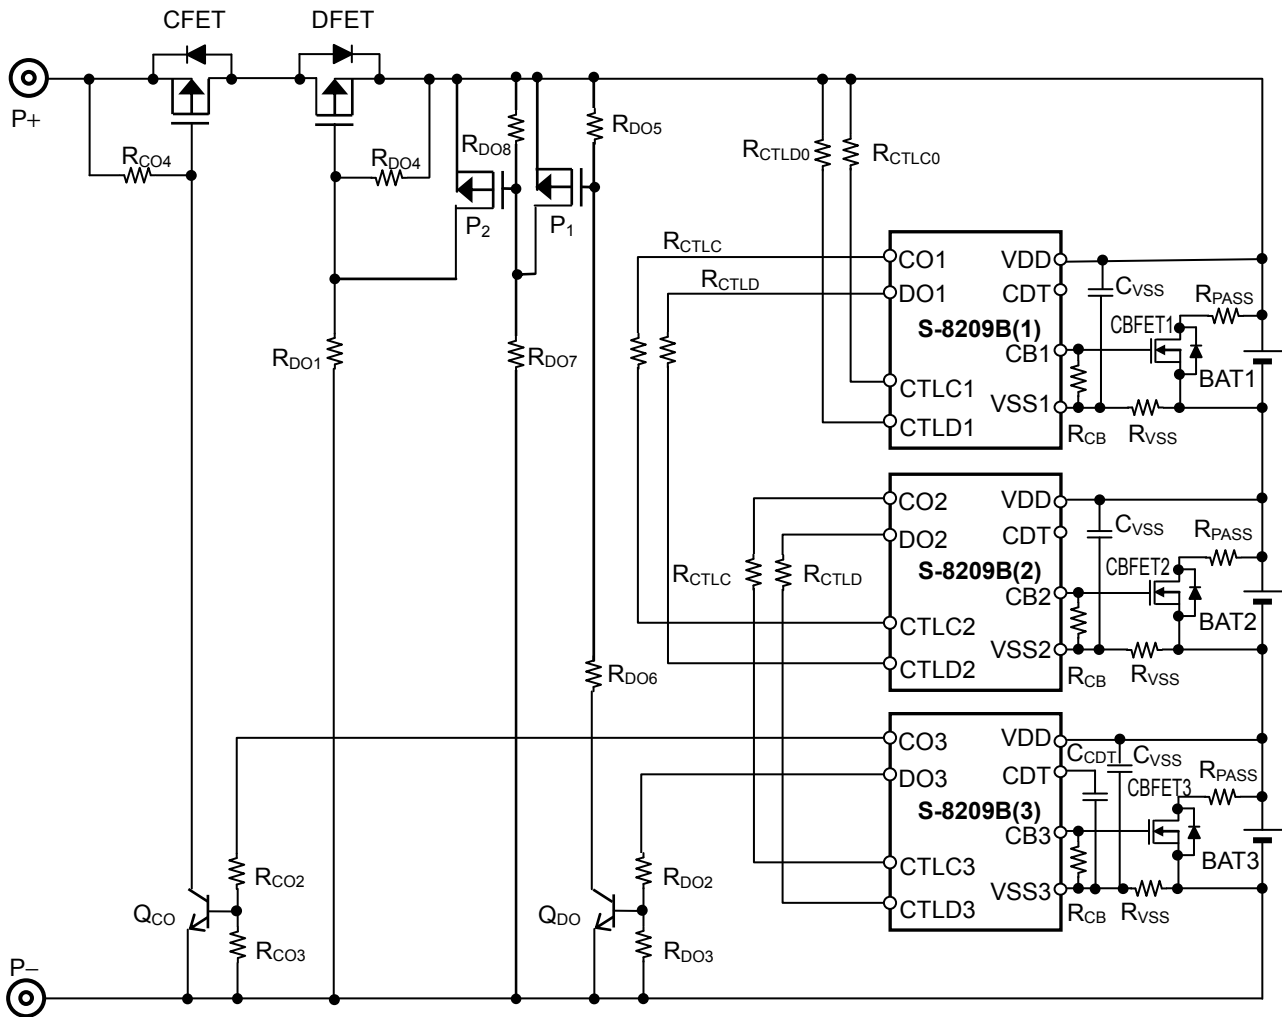 CFET DFET
P+
RCO4 RDO4 RDO8 RDO5 RCTLD0 RCTLC0
P2 P1
RCTLC
RCTLD
RDO1 RDO7
CO1 VDD
DO1 CDT
S-8209B(1)
CB1
CTLC1
VSS1
CTLD1
CVSS RPASS
CBFET1
BAT1
RCB RVSS
CO2 VDD
DO2 CDT
S-8209B(2)
CB2
CTLC2
VSS2
CTLD2
CVSS RPASS
CBFET2
BAT2
RCB RVSS
RCTLC RCTLD
RDO6
CO3 VDD
DO3 CDT
S-8209B(3)
CB3
CTLC3
VSS3
CTLD3
CCDT CVSS
RPASS
CBFET3
BAT3
RCB RVSS
RCO2 RDO2
QCO QDO
RCO3 RDO3
P–